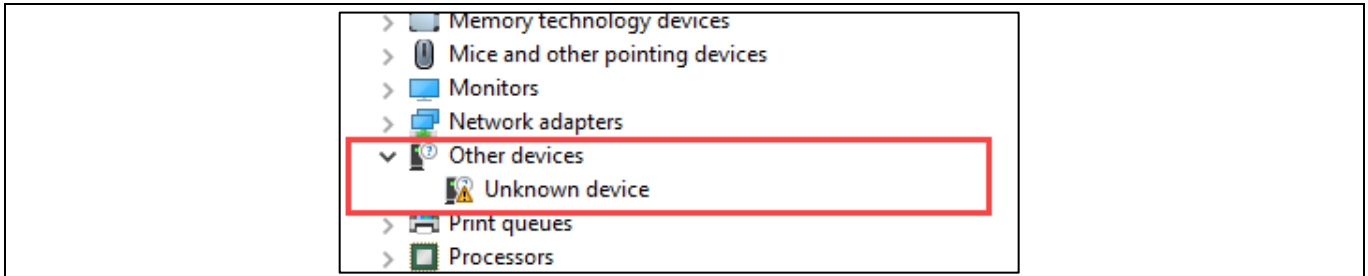 Memory technology devices
Mice and other pointing devices
Monitors
Network adapters
Other devices
Unknown device
Print queues
Processors